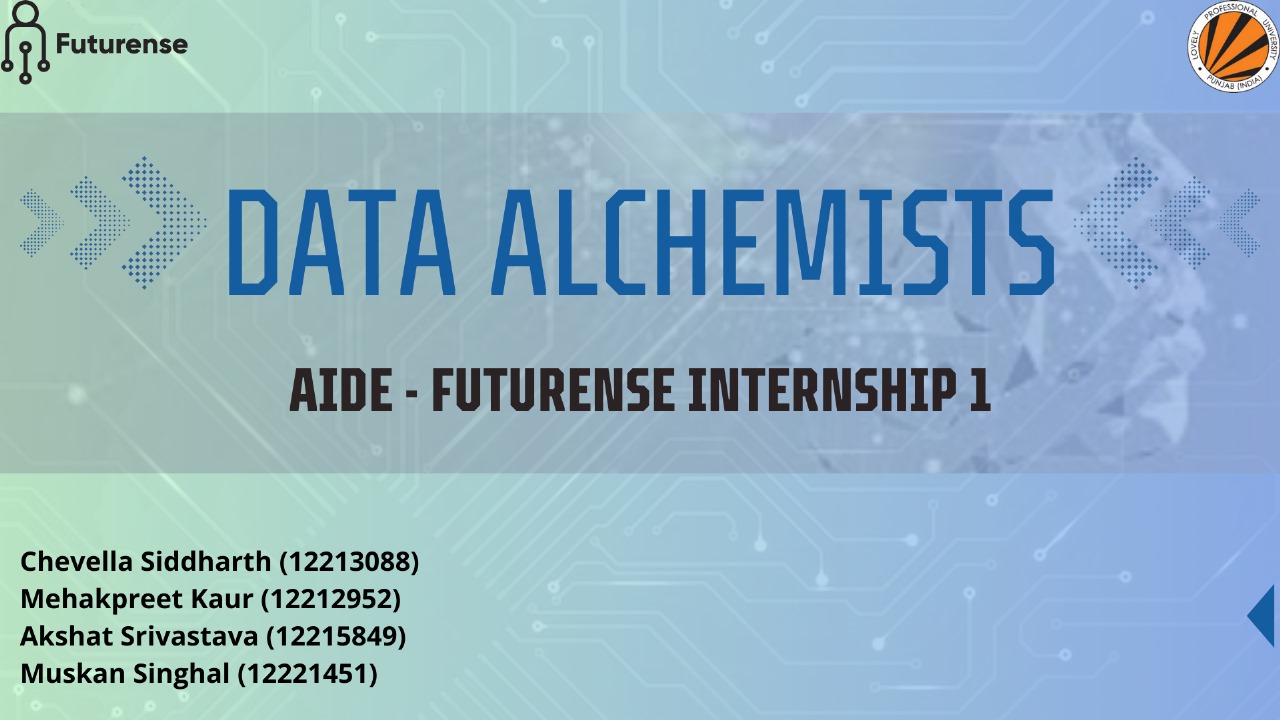 Futurense
LOVELY PROFESSIONAL UNIVERSITY
PUNJAB (INDIA)
DATA ALCHEMISTS
AIDE - FUTURENSE INTERNSHIP 1
Chevella Siddharth (12213088)
Mehakpreet Kaur (12212952)
Akshat Srivastava (12215849)
Muskan Singhal (12221451)